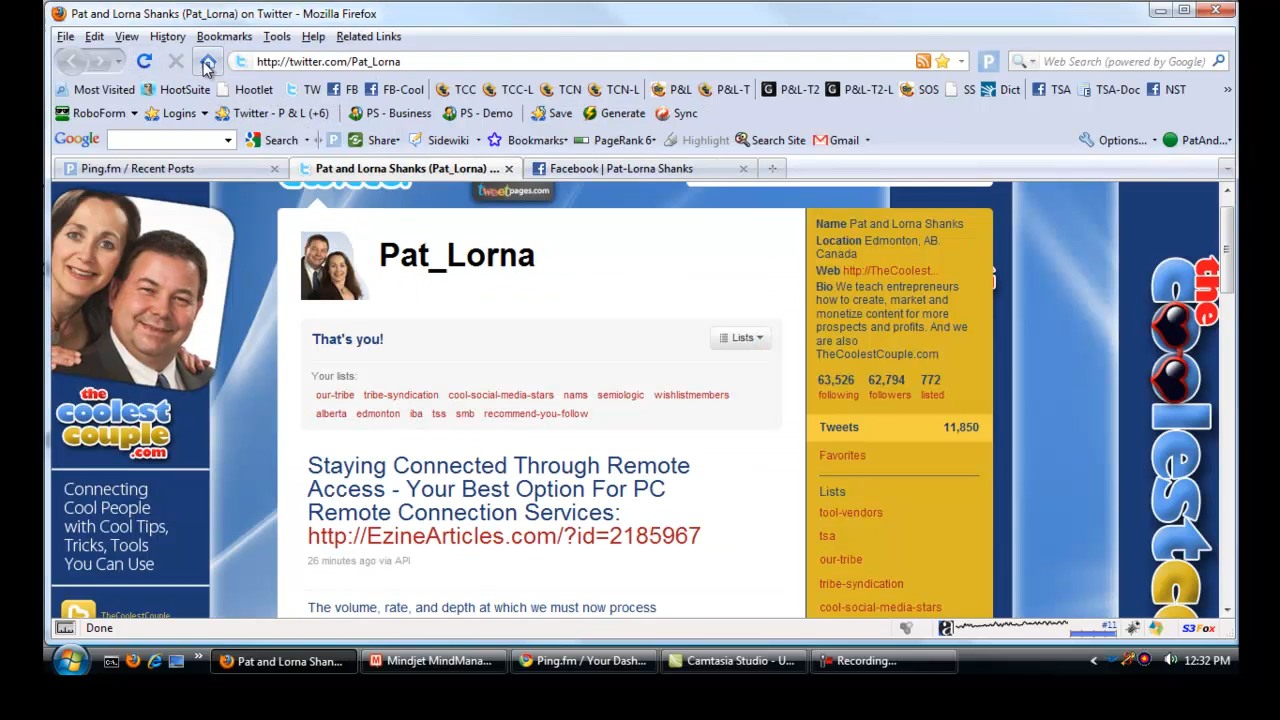 Pat and Lorna Shanks (Pat_Lorna) on Twitter - Mozilla Firefox
File Edit View History Bookmarks Tools Help Related Links
http://twitter.com/Pat_Lorna
Web Search (powered by Google)
Most Visited HootSuite Hootlet TW FB FB-Cool TCC TCC-L TCN TCN-L P&L P&L-T P&L-T2 P&L-T2-L SOS SS Dict TSA TSA-Doc NST »
RoboForm Logins Twitter - P & L (+6) PS - Business PS - Demo Save Generate Sync
Google Search Share Sidewiki Bookmarks PageRank 6 Highlight Search Site Gmail Options... PatAnd...
Ping.fm / Recent Posts
Pat and Lorna Shanks (Pat_Lorna) ...
Facebook | Pat-Lorna Shanks
tweetpages.com
Pat_Lorna
That's you!
Lists
Your lists:
our-tribe tribe-syndication cool-social-media-stars nams semiologic wishlistmembers
alberta edmonton iba tss smb recommend-you-follow
Staying Connected Through Remote
Access - Your Best Option For PC
Remote Connection Services:
http://EzineArticles.com/?id=2185967
26 minutes ago via API
The volume, rate, and depth at which we must now process
Name Pat and Lorna Shanks
Location Edmonton, AB.
Canada
Web http://TheCoolest...
Bio We teach entrepreneurs
how to create, market and
monetize content for more
prospects and profits. And we
are also
TheCoolestCouple.com
63,526 62,794 772
following followers listed
Tweets 11,850
Favorites
Lists
tool-vendors
tsa
our-tribe
tribe-syndication
cool-social-media-stars
the
coolest
couple
.com
Connecting
Cool People
with Cool Tips,
Tricks, Tools
You Can Use
TheCoolestCouple
the
Coolest
Done
#11
S3Fox
Pat and Lorna Shan...
Mindjet MindMana...
Ping.fm / Your Dash...
Camtasia Studio - U...
Recording...
12:32 PM